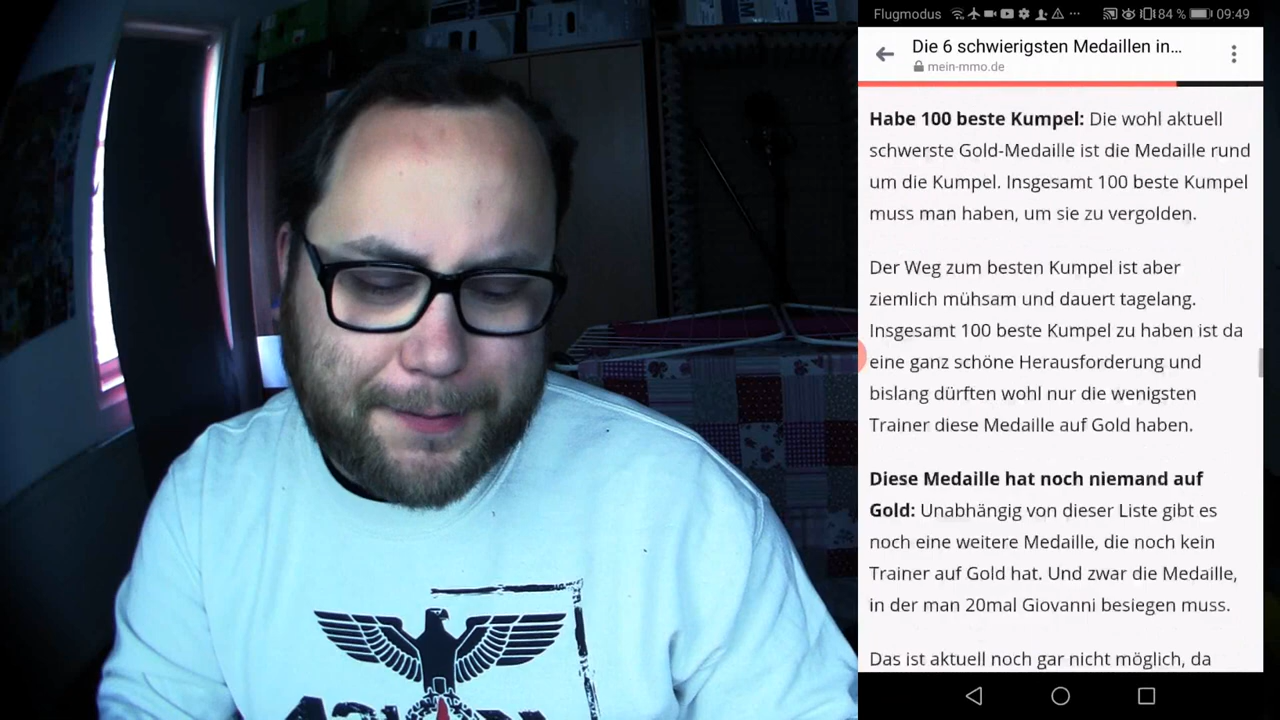 Flugmodus 84 % 09:49
Die 6 schwierigsten Medaillen in…
mein-mmo.de
Habe 100 beste Kumpel: Die wohl aktuell
schwerste Gold-Medaille ist die Medaille rund
um die Kumpel. Insgesamt 100 beste Kumpel
muss man haben, um sie zu vergolden.
Der Weg zum besten Kumpel ist aber
ziemlich mühsam und dauert tagelang.
Insgesamt 100 beste Kumpel zu haben ist da
eine ganz schöne Herausforderung und
bislang dürften wohl nur die wenigsten
Trainer diese Medaille auf Gold haben.
Diese Medaille hat noch niemand auf
Gold: Unabhängig von dieser Liste gibt es
noch eine weitere Medaille, die noch kein
Trainer auf Gold hat. Und zwar die Medaille,
in der man 20mal Giovanni besiegen muss.
Das ist aktuell noch gar nicht möglich, da